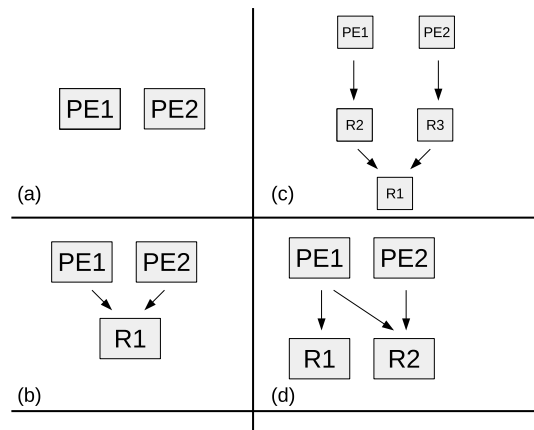 PE1 PE2
(a)
PE1 PE2
R2 R3
R1
(c)
PE1 PE2
R1
(b)
PE1 PE2
R1 R2
(d)